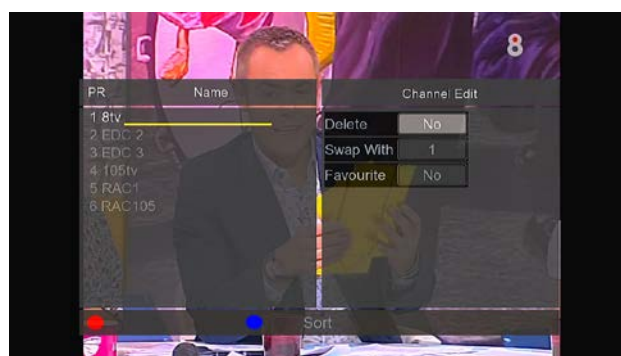 8
PR Name Channel Edit
1 8tv
2 EDC 2
3 EDC 3
4 105tv
5 RAC1
6 RAC105
Delete No
Swap With 1
Favourite No
Sort